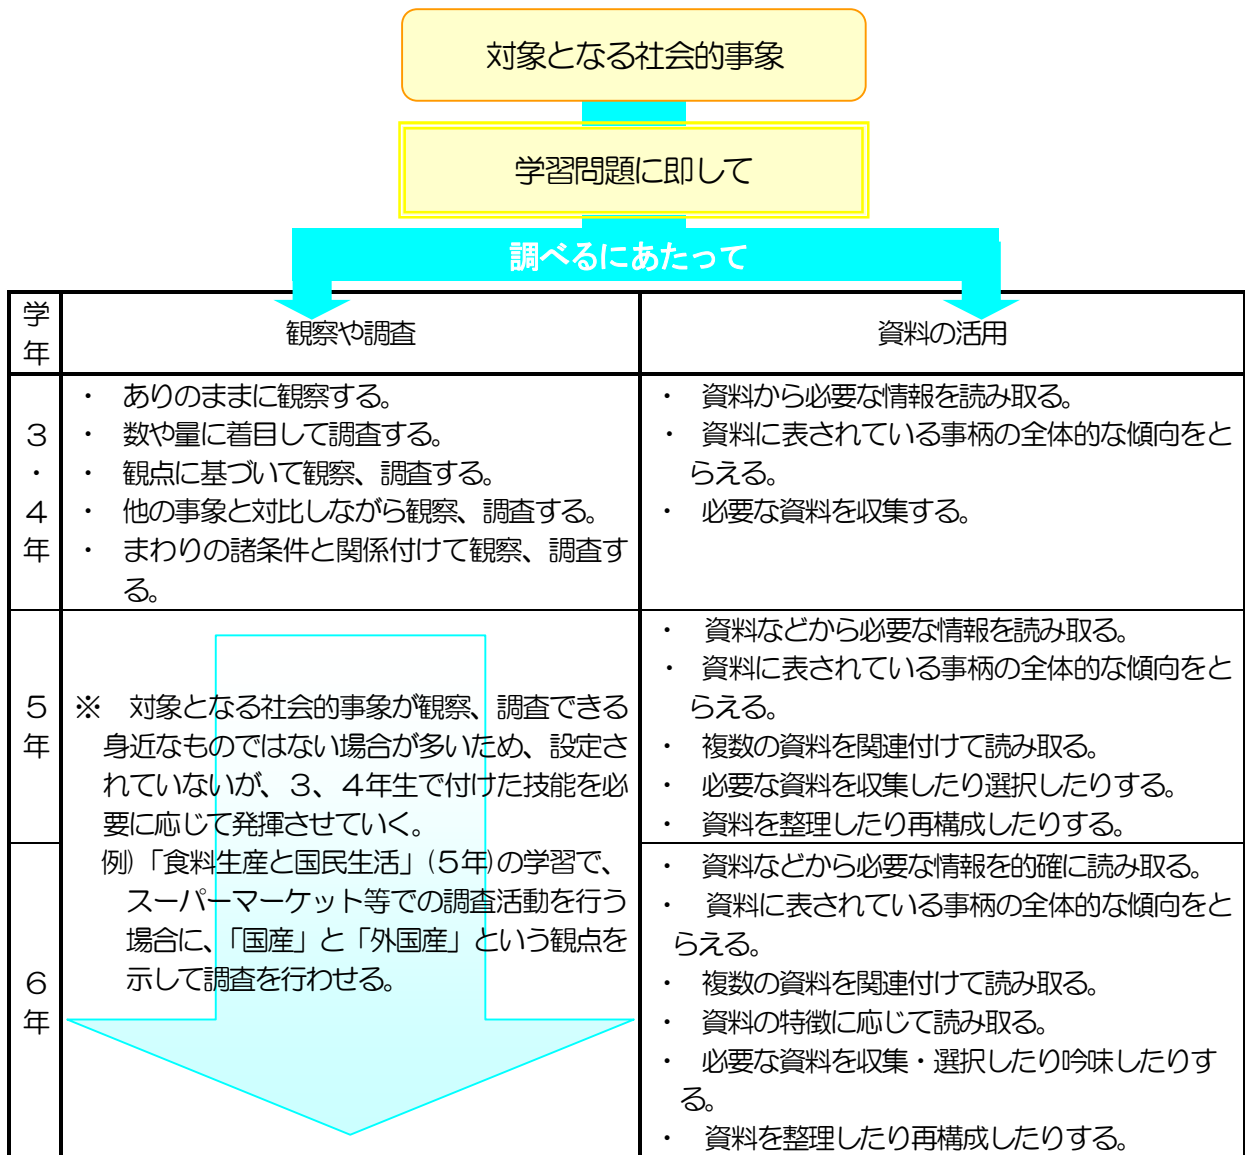 対象となる社会的事象
学習問題に即して
調べるにあたって
学年
観察や調査
資料の活用
3・4年
・ ありのままに観察する。
・ 数や量に着目して調査する。
・ 観点に基づいて観察、調査する。
・ 他の事象と対比しながら観察、調査する。
・ まわりの諸条件と関係付けて観察、調査す
る。
・ 資料から必要な情報を読み取る。
・ 資料に表されている事柄の全体的な傾向をと
らえる。
・ 必要な資料を収集する。
5年
※ 対象となる社会的事象が観察、調査できる
身近なものではない場合が多いため、設定さ
れていないが、3、4年生で付けた技能を必
要に応じて発揮させていく。
例)「食料生産と国民生活」(5年)の学習で、
スーパーマーケット等での調査活動を行う
場合に、「国産」と「外国産」という観点を
示して調査を行わせる。
・ 資料などから必要な情報を読み取る。
・ 資料に表されている事柄の全体的な傾向をと
らえる。
・ 複数の資料を関連付けて読み取る。
・ 必要な資料を収集したり選択したりする。
・ 資料を整理したり再構成したりする。
6年
・ 資料などから必要な情報を的確に読み取る。
・ 資料に表されている事柄の全体的な傾向をと
らえる。
・ 複数の資料を関連付けて読み取る。
・ 資料の特徴に応じて読み取る。
・ 必要な資料を収集・選択したり吟味したりす
る。
・ 資料を整理したり再構成したりする。